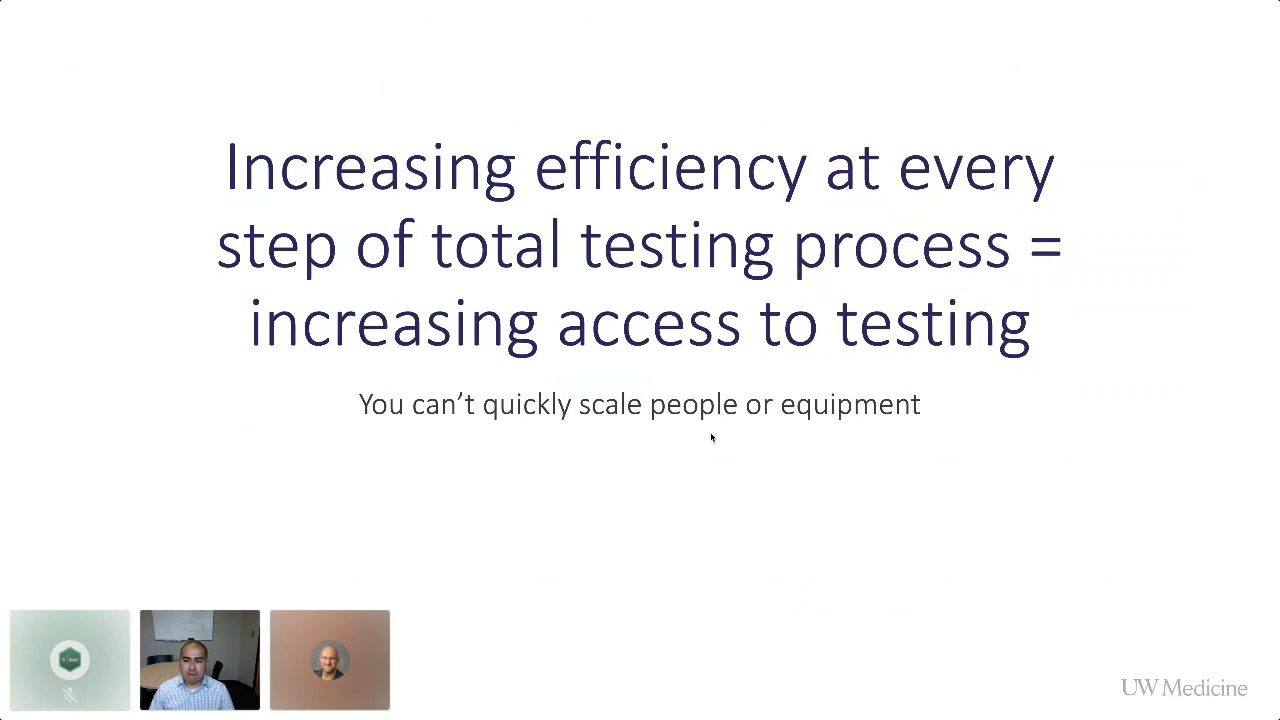 Increasing efficiency at every
step of total testing process =
increasing access to testing
You can't quickly scale people or equipment
UW Medicine